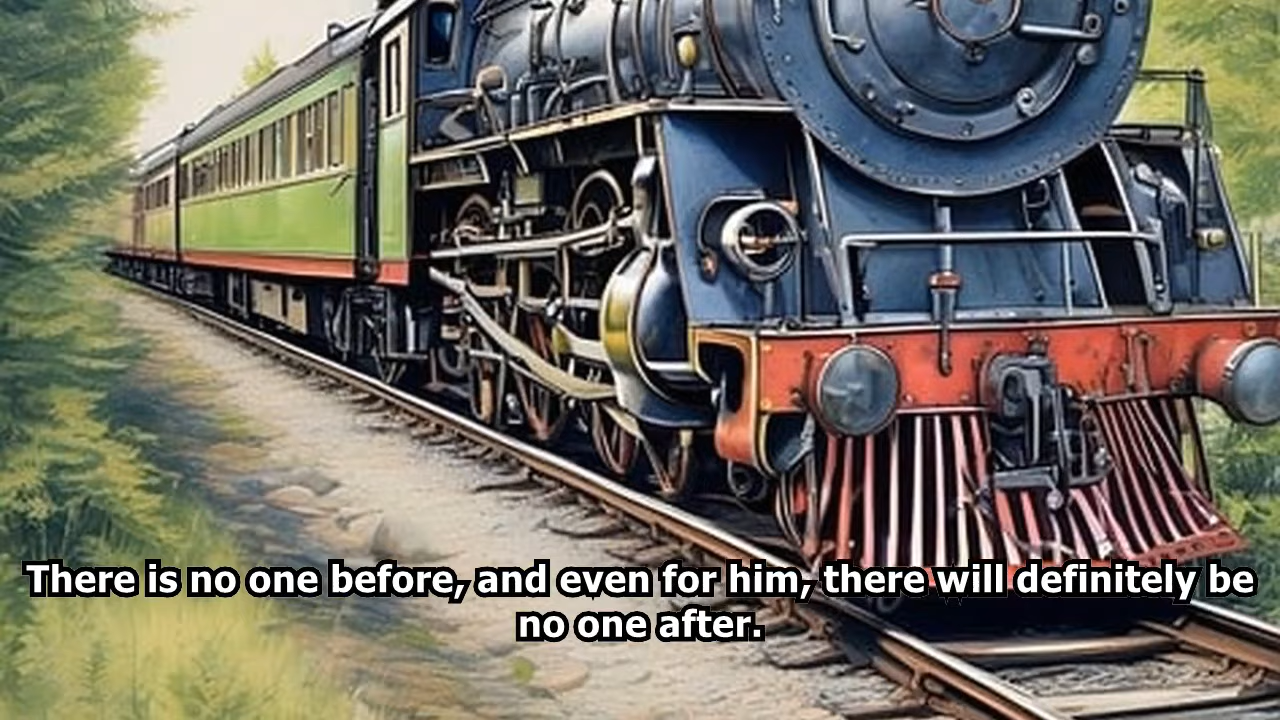 There is no one before, and even for him, there will definitely be
no one after.